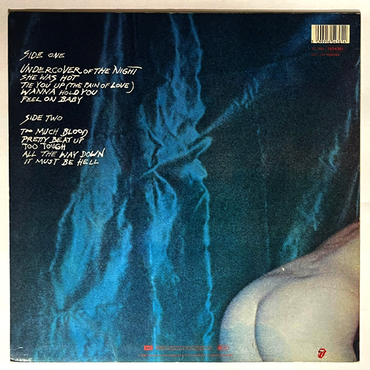 SIDE ONE
UNDERCOVER OF THE NIGHT
SHE WAS HOT
TIE YOU UP (THE PAIN OF LOVE)
WANNA HOLD YOU
FEEL ON BABY
SIDE TWO
TOO MUCH BLOOD
PRETTY BEAT UP
TOO TOUGH
ALL THE WAY DOWN
IT MUST BE HELL